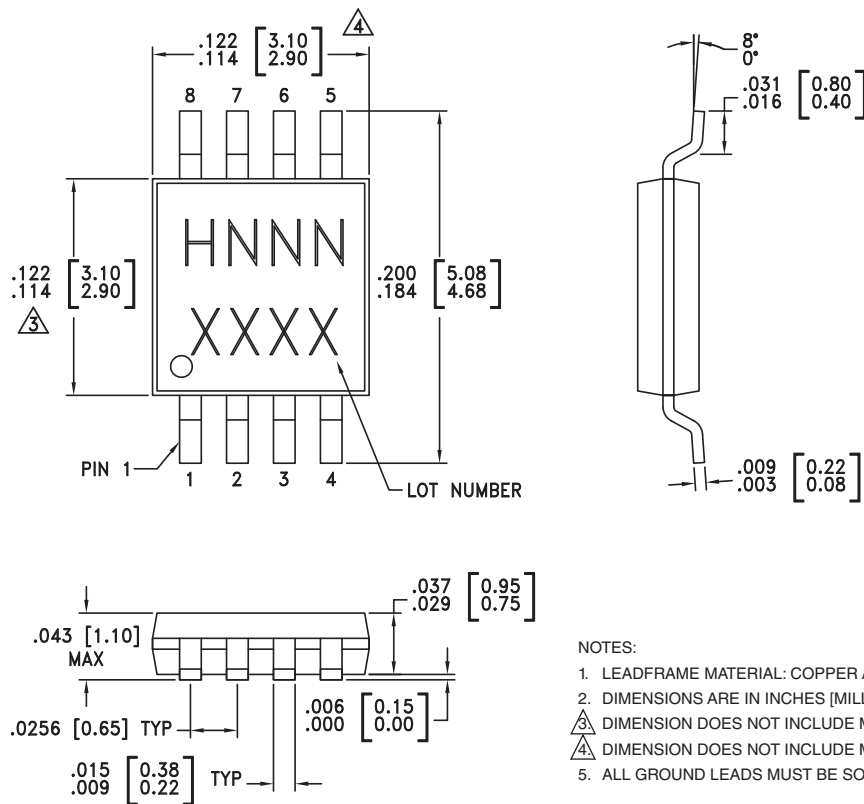 4
.122 [3.10]
.114 [2.90]
8 7 6 5
8°
0°
.031 [0.80]
.016 [0.40]
HNNN
XXXX
.122 [3.10]
.114 [2.90]
3
.200 [5.08]
.184 [4.68]
PIN 1
1 2 3 4
LOT NUMBER
.009 [0.22]
.003 [0.08]
.037 [0.95]
.029 [0.75]
.043 [1.10]
MAX
.006 [0.15]
.000 [0.00]
.0256 [0.65] TYP
.015 [0.38]
.009 [0.22]
TYP
NOTES:
1. LEADFRAME MATERIAL: COPPER
2. DIMENSIONS ARE IN INCHES
3. DIMENSION DOES NOT INCLUDE
4. DIMENSION DOES NOT INCLUDE
5. ALL GROUND LEADS MUST BE